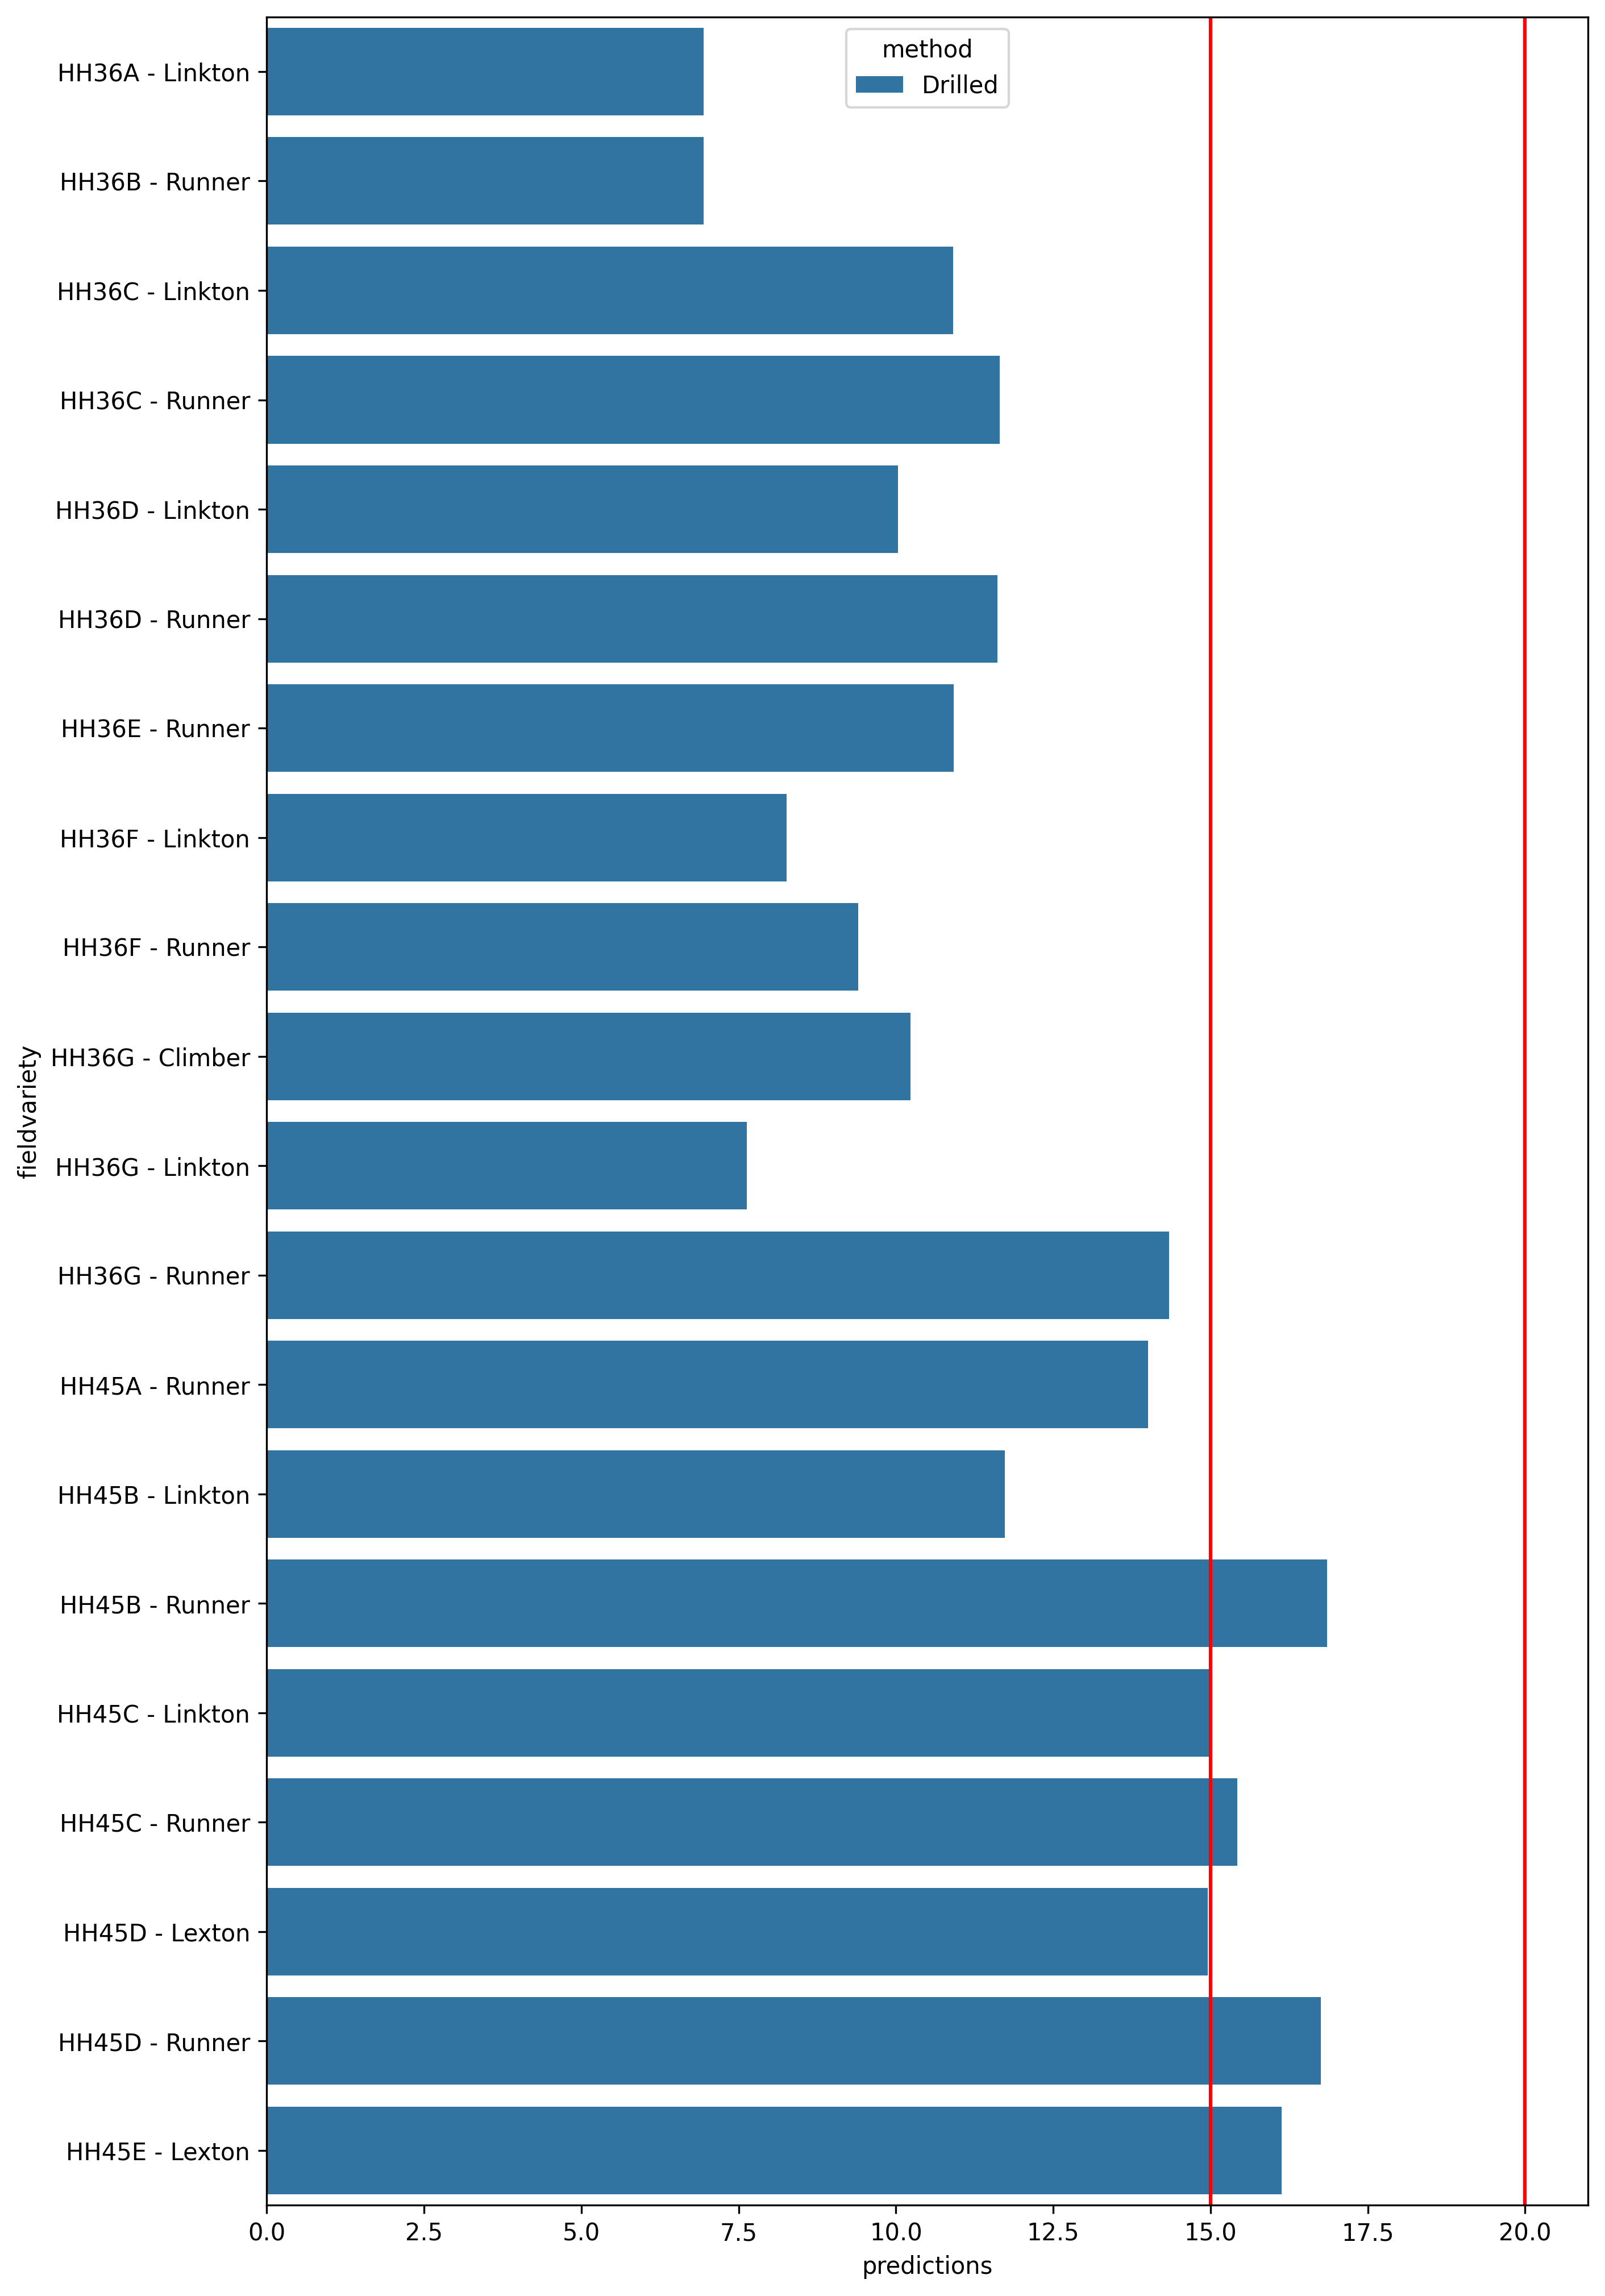 method
Drilled
HH36A - Linkton
HH36B - Runner
HH36C - Linkton
HH36C - Runner
HH36D - Linkton
HH36D - Runner
HH36E - Runner
HH36F - Linkton
HH36F - Runner
HH36G - Climber
HH36G - Linkton
HH36G - Runner
HH45A - Runner
HH45B - Linkton
HH45B - Runner
HH45C - Linkton
HH45C - Runner
HH45D - Lexton
HH45D - Runner
HH45E - Lexton
fieldvariety
0.0 2.5 5.0 7.5 10.0 12.5 15.0 17.5 20.0
predictions